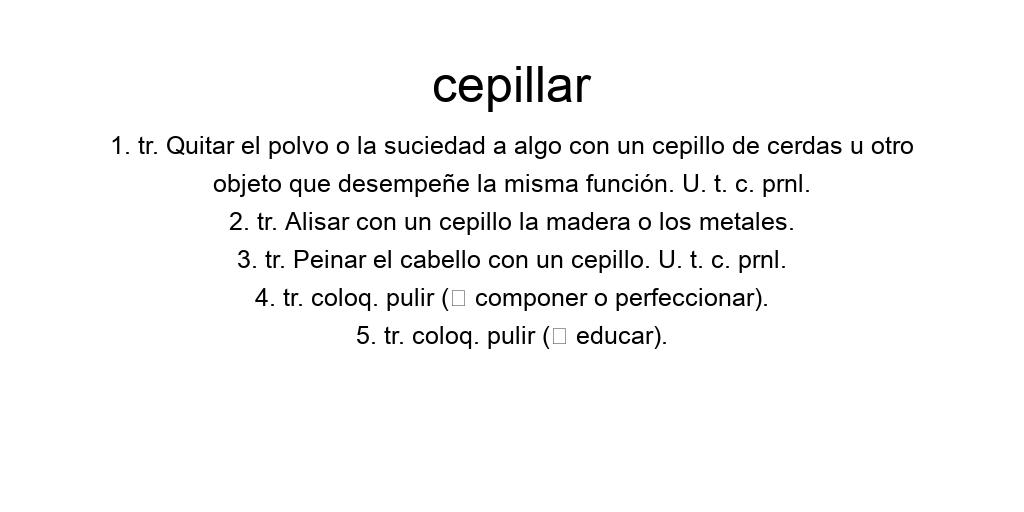 cepillar
1. tr. Quitar el polvo o la suciedad a algo con un cepillo de cerdas u otro
objeto que desempeñe la misma función. U. t. c. prnl.
2. tr. Alisar con un cepillo la madera o los metales.
3. tr. Peinar el cabello con un cepillo. U. t. c. prnl.
4. tr. coloq. pulir (□ componer o perfeccionar).
5. tr. coloq. pulir (□ educar).